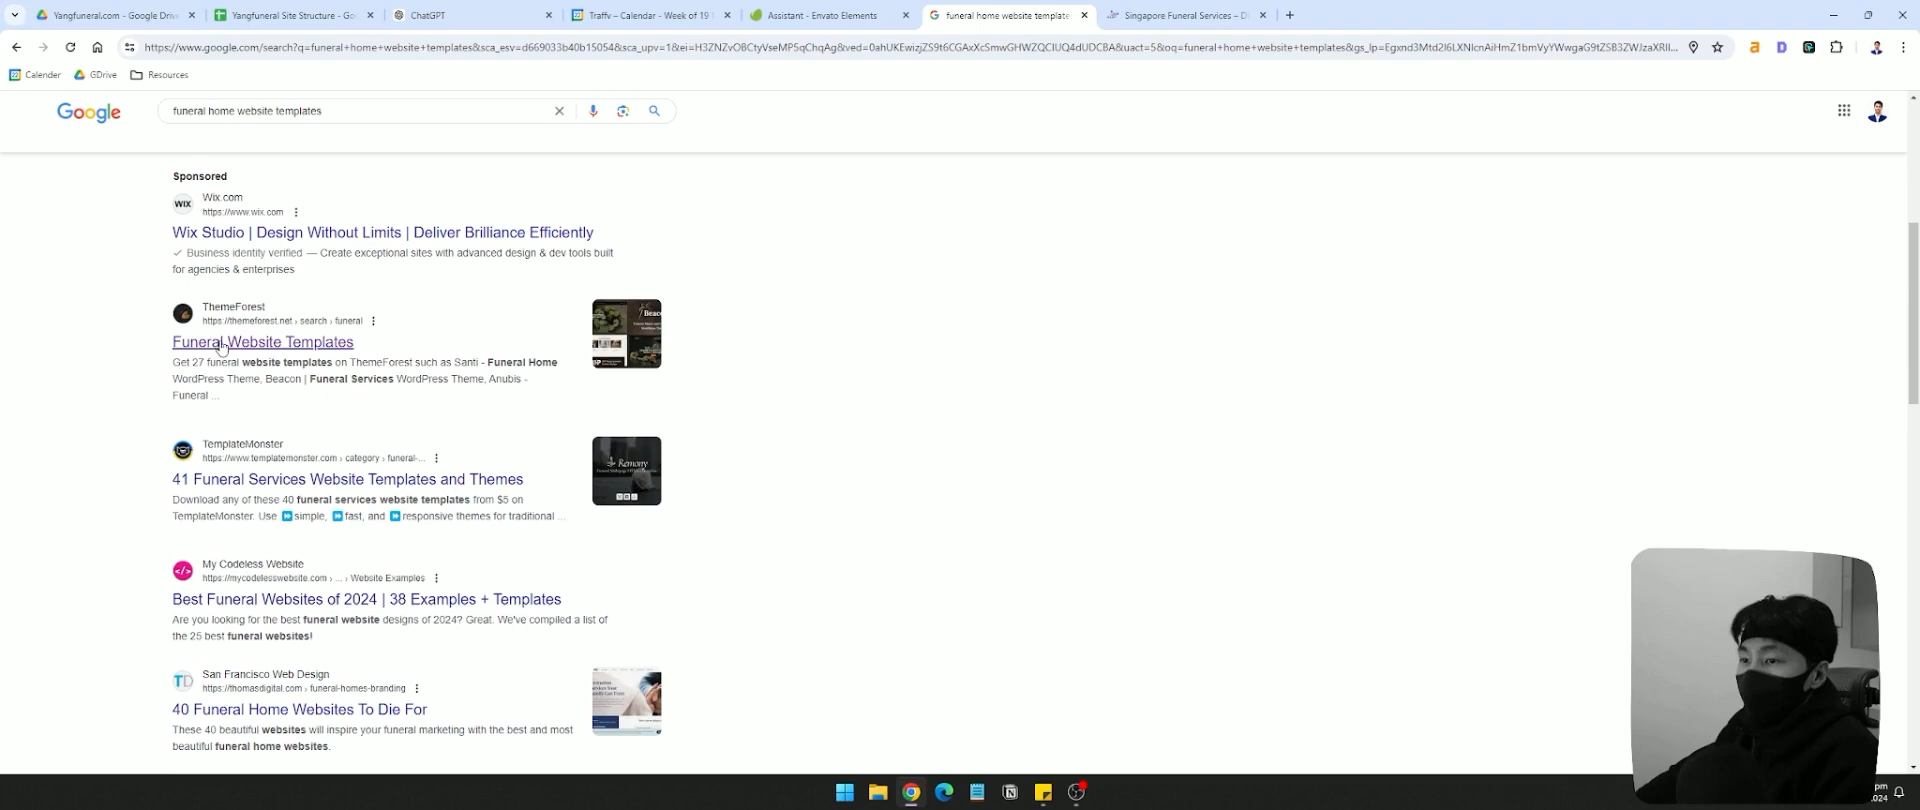 Yangfuneral.com - Google Drive
Yangfuneral Site Structure - Go
ChatGPT
Traffv – Calendar - Week of 19
Assistant - Envato Elements
funeral home website template
Singapore Funeral Services – D
Calender
GDrive
Resources
Google
funeral home website templates
Sponsored
WIX
Wix.com
https://www.wix.com
Wix Studio | Design Without Limits | Deliver Brilliance Efficiently
✓ Business identity verified — Create exceptional sites with advanced design & dev tools built
for agencies & enterprises
ThemeForest
https://themeforest.net › search › funeral
Funeral Website Templates
Get 27 funeral website templates on ThemeForest such as Santi - Funeral Home
WordPress Theme, Beacon | Funeral Services WordPress Theme, Anubis -
Funeral ...
TemplateMonster
https://www.templatemonster.com › category › funeral-...
41 Funeral Services Website Templates and Themes
Download any of these 40 funeral services website templates from $5 on
TemplateMonster. Use ⏩ simple, ⏩ fast, and ⏩ responsive themes for traditional ...
Remony
My Codeless Website
https://mycodelesswebsite.com › ... › Website Examples
Best Funeral Websites of 2024 | 38 Examples + Templates
Are you looking for the best funeral website designs of 2024? Great. We've compiled a list of
the 25 best funeral websites!
TD
San Francisco Web Design
https://thomasdigital.com › funeral-homes-branding
40 Funeral Home Websites To Die For
These 40 beautiful websites will inspire your funeral marketing with the best and most
beautiful funeral home websites.
pm